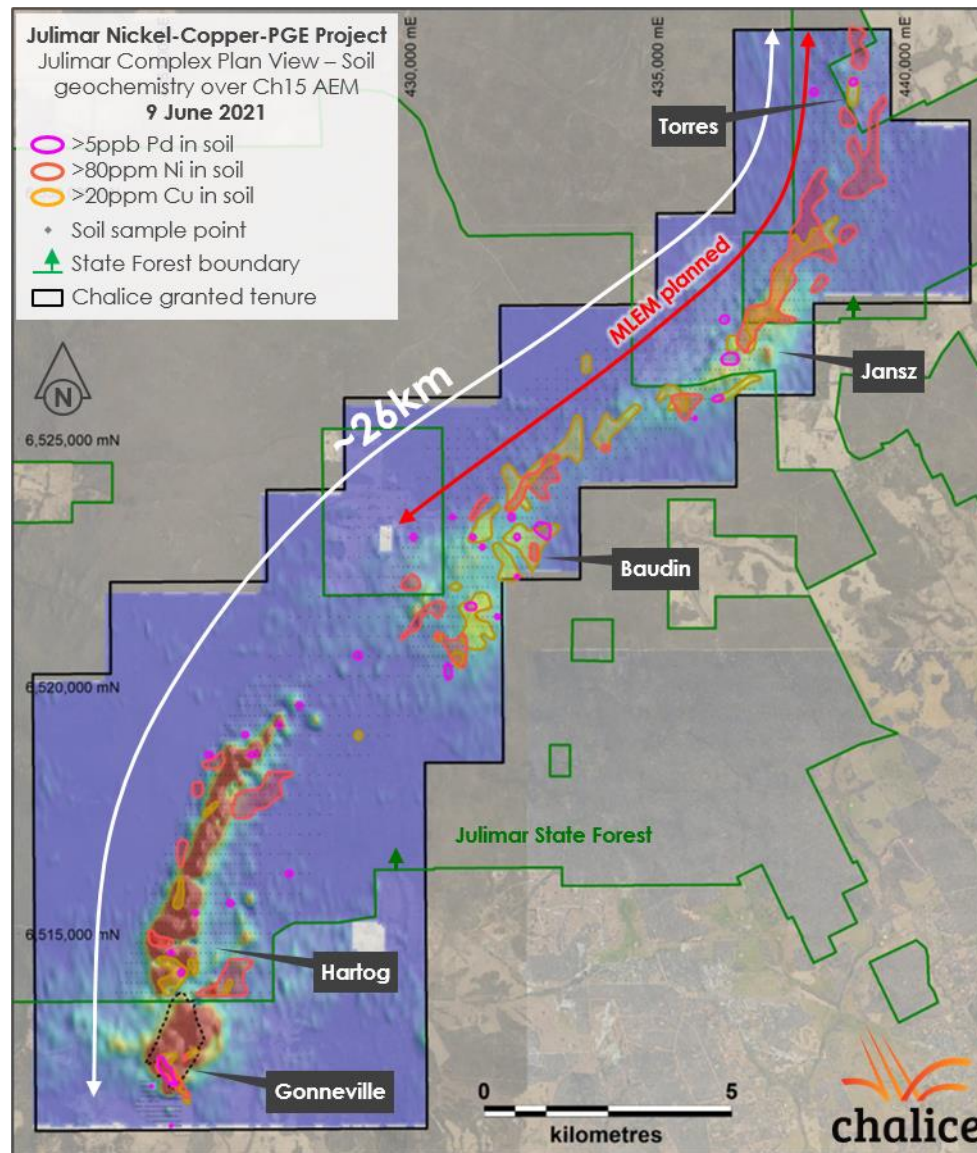 Julimar Nickel-Copper-PGE Project
Julimar Complex Plan View – Soil
geochemistry over Ch15 AEM
9 June 2021
>5ppb Pd in soil
>80ppm Ni in soil
>20ppm Cu in soil
Soil sample point
State Forest boundary
Chalice granted tenure
430,000 mE
435,000 mE
440,000 mE
Torres
MLEM planned
Jansz
N
~26km
6,525,000 mN
Baudin
6,520,000 mN
Julimar State Forest
6,515,000 mN
Hartog
Gonneville
0 5
kilometres
chalice